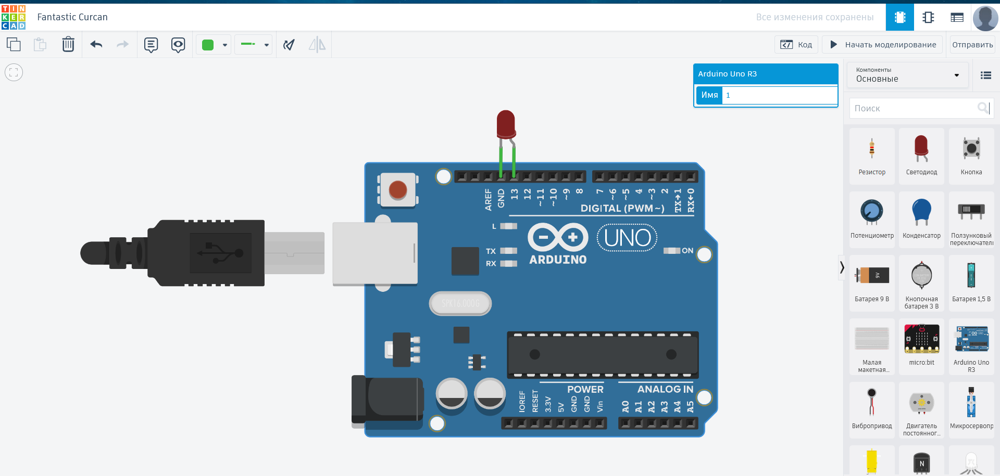 TIN
KER
CAD
Fantastic Curcan
Все изменения сохранены
Код
Начать моделирование
Отправить
Arduino Uno R3
Имя 1
Компоненты
Основные
Поиск
Резистор
Светодиод
Кнопка
Потенциометр
Конденсатор
Ползунковый
переключатель
9V
Батарея 9 В
Кнопочная
батарея 3 В
Батарея 1,5 В
Малая
макетная…
micro:bit
Arduino Uno
R3
Вибропривод
Двигатель
постоянног…
Микросервопр
N
AREF
GND
13
12
~11
~10
~9
8
7
~6
~5
4
~3
2
TX→1
RX←0
DIGITAL (PWM ~)
L
TX
RX
ARDUINO
UNO
ON
SPK16.000G
POWER
ANALOG IN
IOREF
RESET
3.3V
5V
GND
GND
Vin
A0
A1
A2
A3
A4
A5